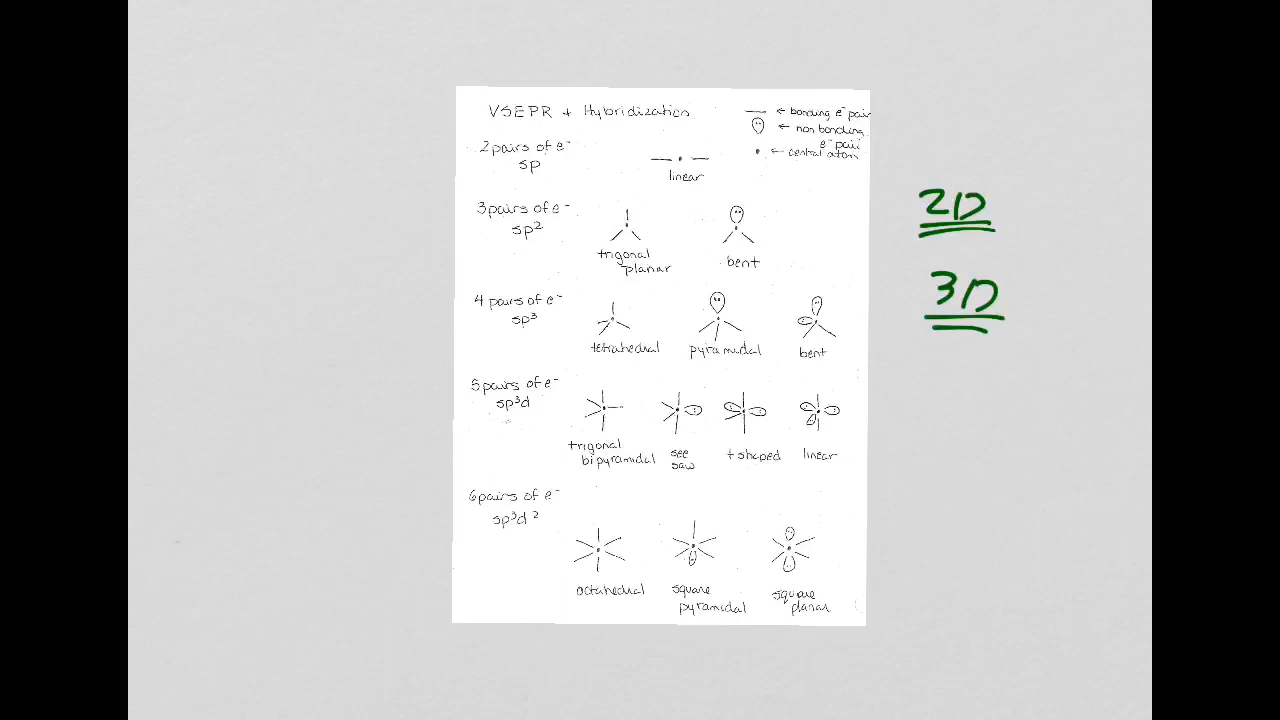 VSEPR + Hybridization
← bonding e⁻ pair
← non bonding
e⁻ pair
← central atom
2 pairs of e⁻
sp
linear
3 pairs of e⁻
sp²
trigonal
planar
bent
4 pairs of e⁻
sp³
tetrahedral
pyramidal
bent
5 pairs of e⁻
sp³d
trigonal
bipyramidal
see
saw
t shaped
linear
6 pairs of e⁻
sp³d²
octahedral
square
pyramidal
square
planar
2D
3D